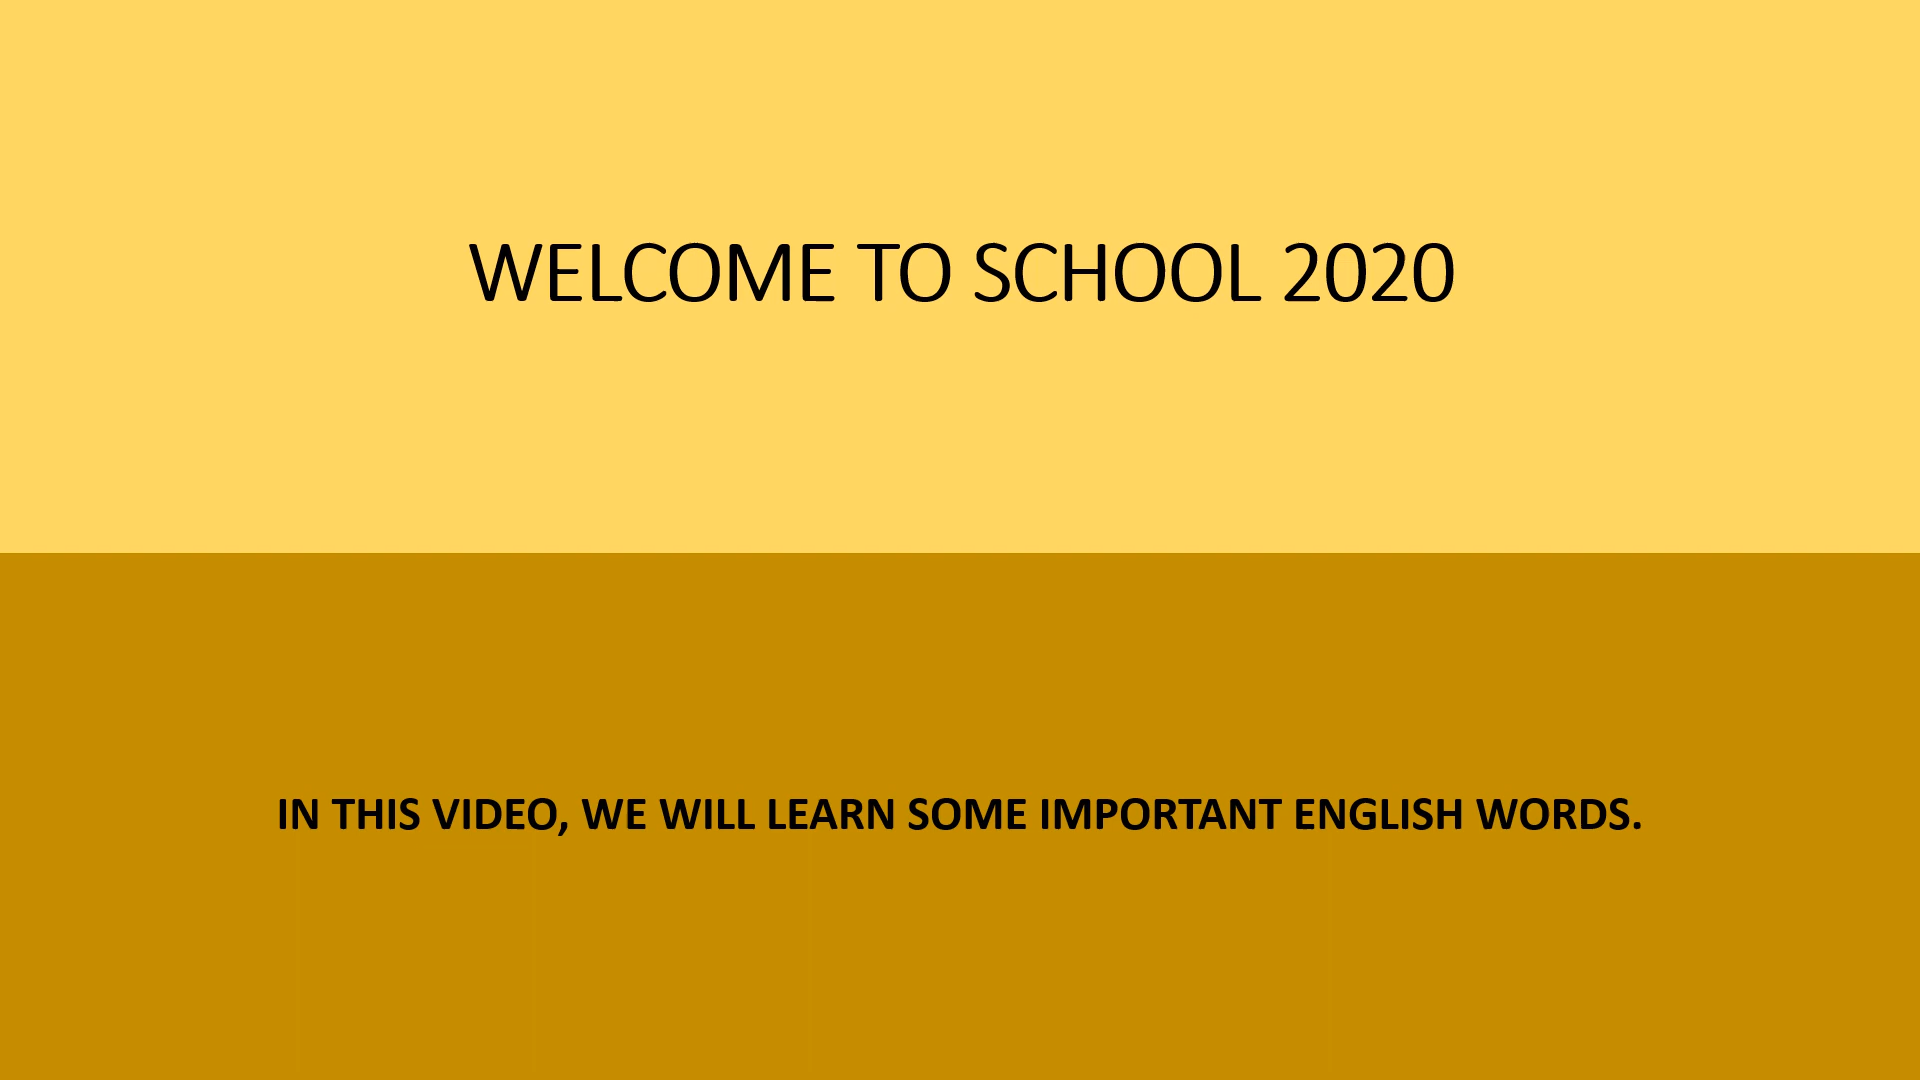 WELCOME TO SCHOOL 2020
IN THIS VIDEO, WE WILL LEARN SOME IMPORTANT ENGLISH WORDS.